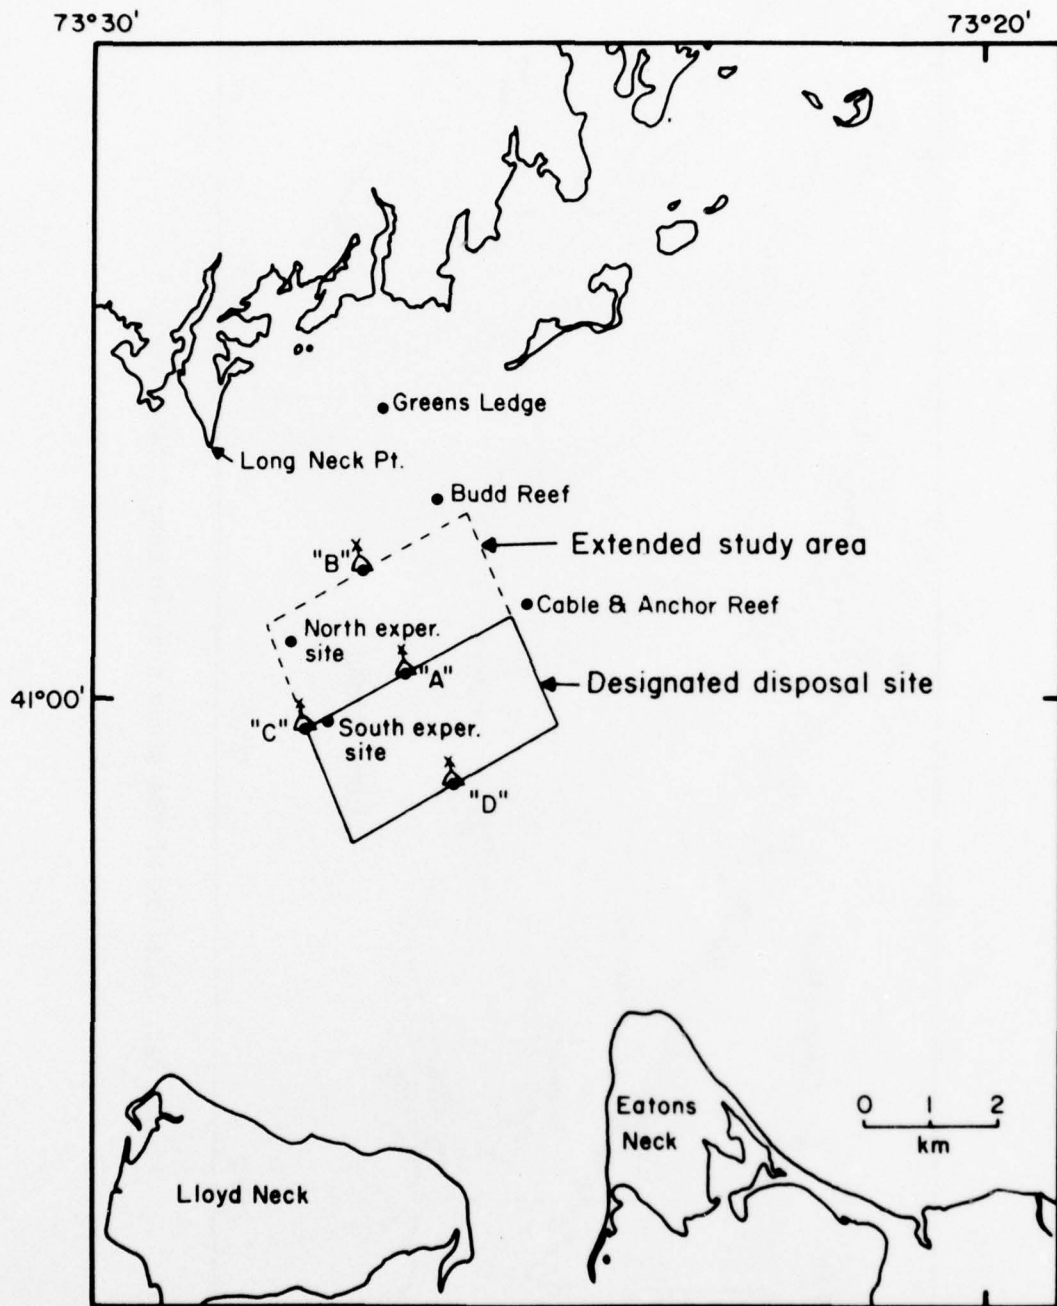 73°30'
73°20'
Greens Ledge
Long Neck Pt.
Budd Reef
Extended study area
"B"
Cable & Anchor Reef
North exper.
site
"A"
Designated disposal site
41°00'
"C"
South exper.
site
"D"
Eatons
Neck
0 1 2
km
Lloyd Neck